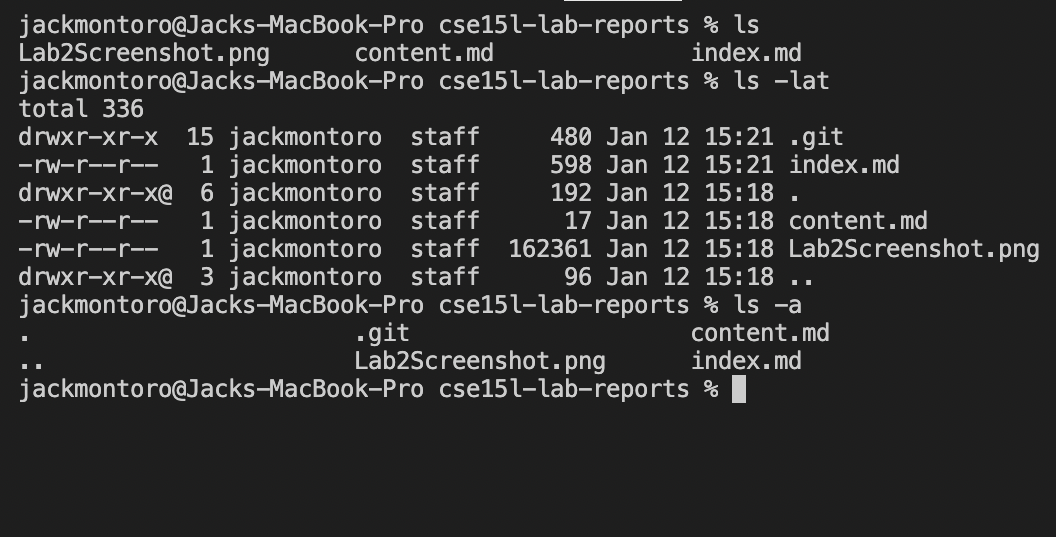 jackmontoro@Jacks-MacBook-Pro cse15l-lab-reports % ls
Lab2Screenshot.png      content.md              index.md
jackmontoro@Jacks-MacBook-Pro cse15l-lab-reports % ls -lat
total 336
drwxr-xr-x  15 jackmontoro  staff     480 Jan 12 15:21 .git
-rw-r--r--   1 jackmontoro  staff     598 Jan 12 15:21 index.md
drwxr-xr-x@  6 jackmontoro  staff     192 Jan 12 15:18 .
-rw-r--r--   1 jackmontoro  staff      17 Jan 12 15:18 content.md
-rw-r--r--   1 jackmontoro  staff  162361 Jan 12 15:18 Lab2Screenshot.png
drwxr-xr-x@  3 jackmontoro  staff      96 Jan 12 15:18 ..
jackmontoro@Jacks-MacBook-Pro cse15l-lab-reports % ls -a
.                       .git                    content.md
..                      Lab2Screenshot.png      index.md
jackmontoro@Jacks-MacBook-Pro cse15l-lab-reports %